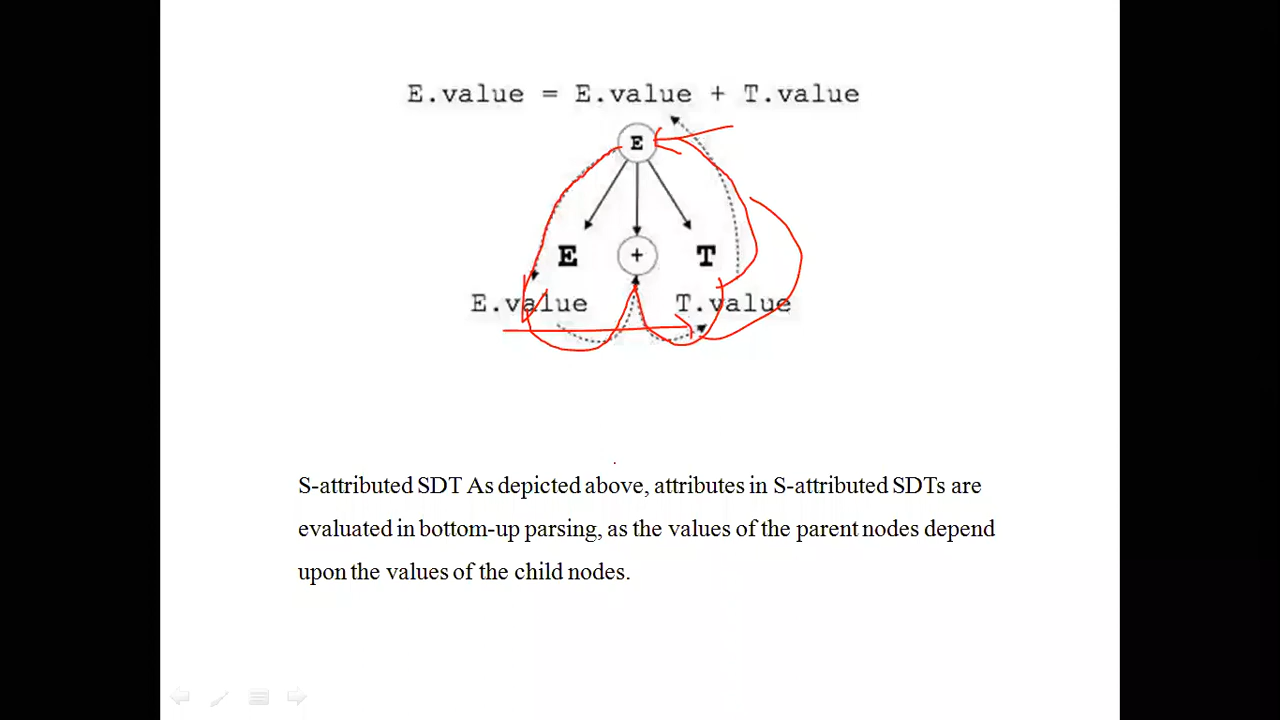 E.value = E.value + T.value
E
E + T
E.value T.value
S-attributed SDT As depicted above, attributes in S-attributed SDTs are
evaluated in bottom-up parsing, as the values of the parent nodes depend
upon the values of the child nodes.